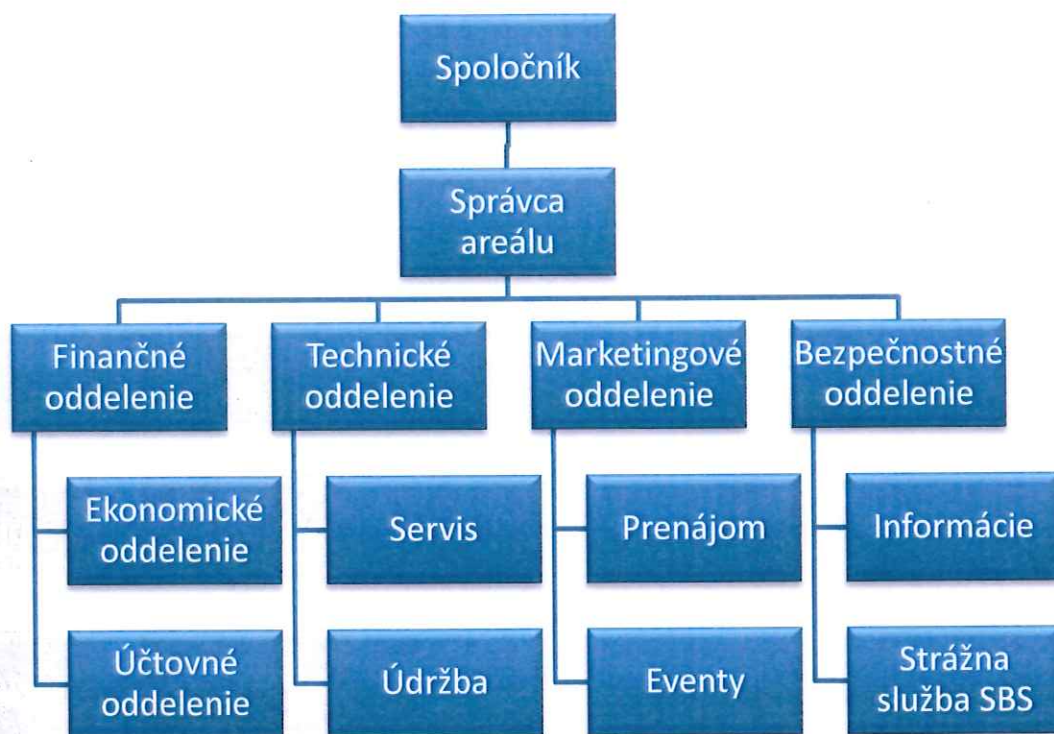 Spoločník
Správca
areálu
Finančné
oddelenie
Technické
oddelenie
Marketingové
oddelenie
Bezpečnostné
oddelenie
Ekonomické
oddelenie
Servis
Prenájom
Informácie
Účtovné
oddelenie
Údržba
Eventy
Strážna
služba SBS